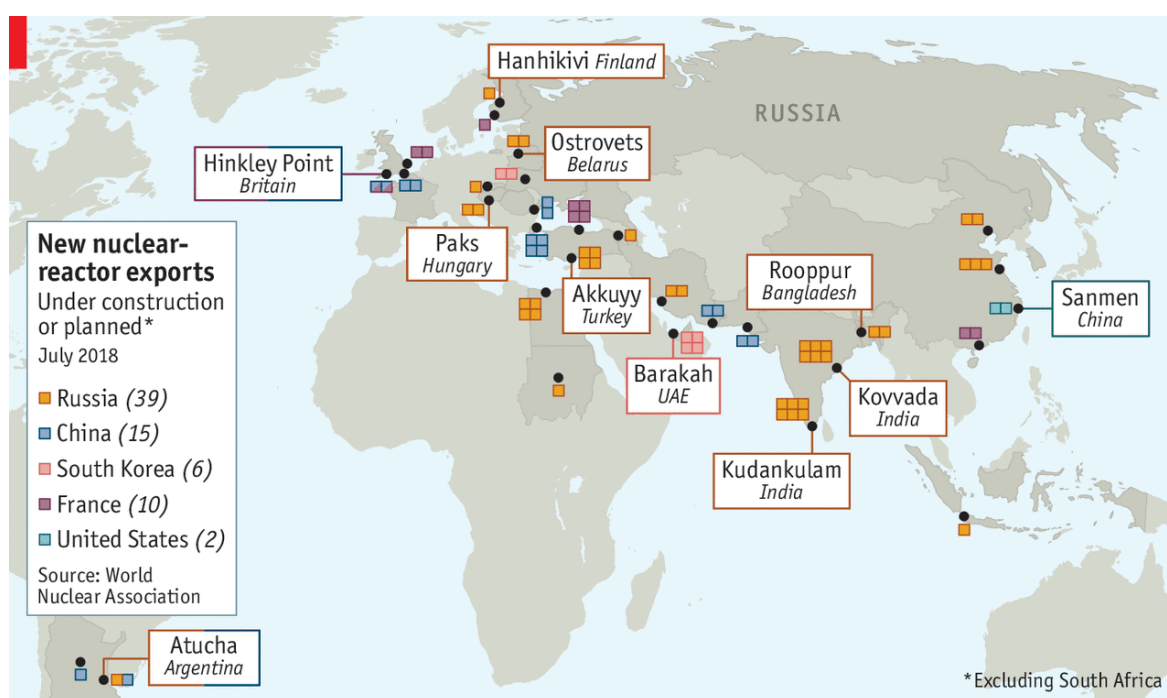 Hanhikivi Finland
RUSSIA
Ostrovets
Belarus
Hinkley Point
Britain
New nuclear-
reactor exports
Under construction
or planned*
July 2018
Russia (39)
China (15)
South Korea (6)
France (10)
United States (2)
Source: World
Nuclear Association
Paks
Hungary
Akkuyy
Turkey
Rooppur
Bangladesh
Sanmen
China
Barakah
UAE
Kovvada
India
Kudankulam
India
Atucha
Argentina
*Excluding South Africa